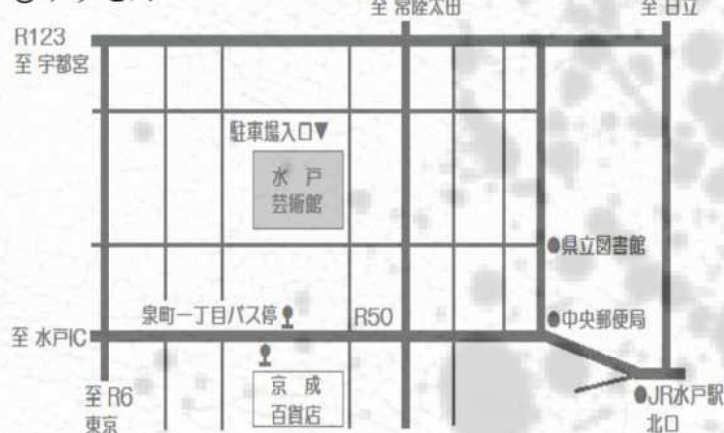 至 常陸太田
至 日立
R123
至 宇都宮
駐車場入口▼
水 戸
芸術館
●県立図書館
泉町一丁目バス停
R50
●中央郵便局
至 水戸IC
京 成
百貨店
至 R6
東京
●JR水戸駅
北口